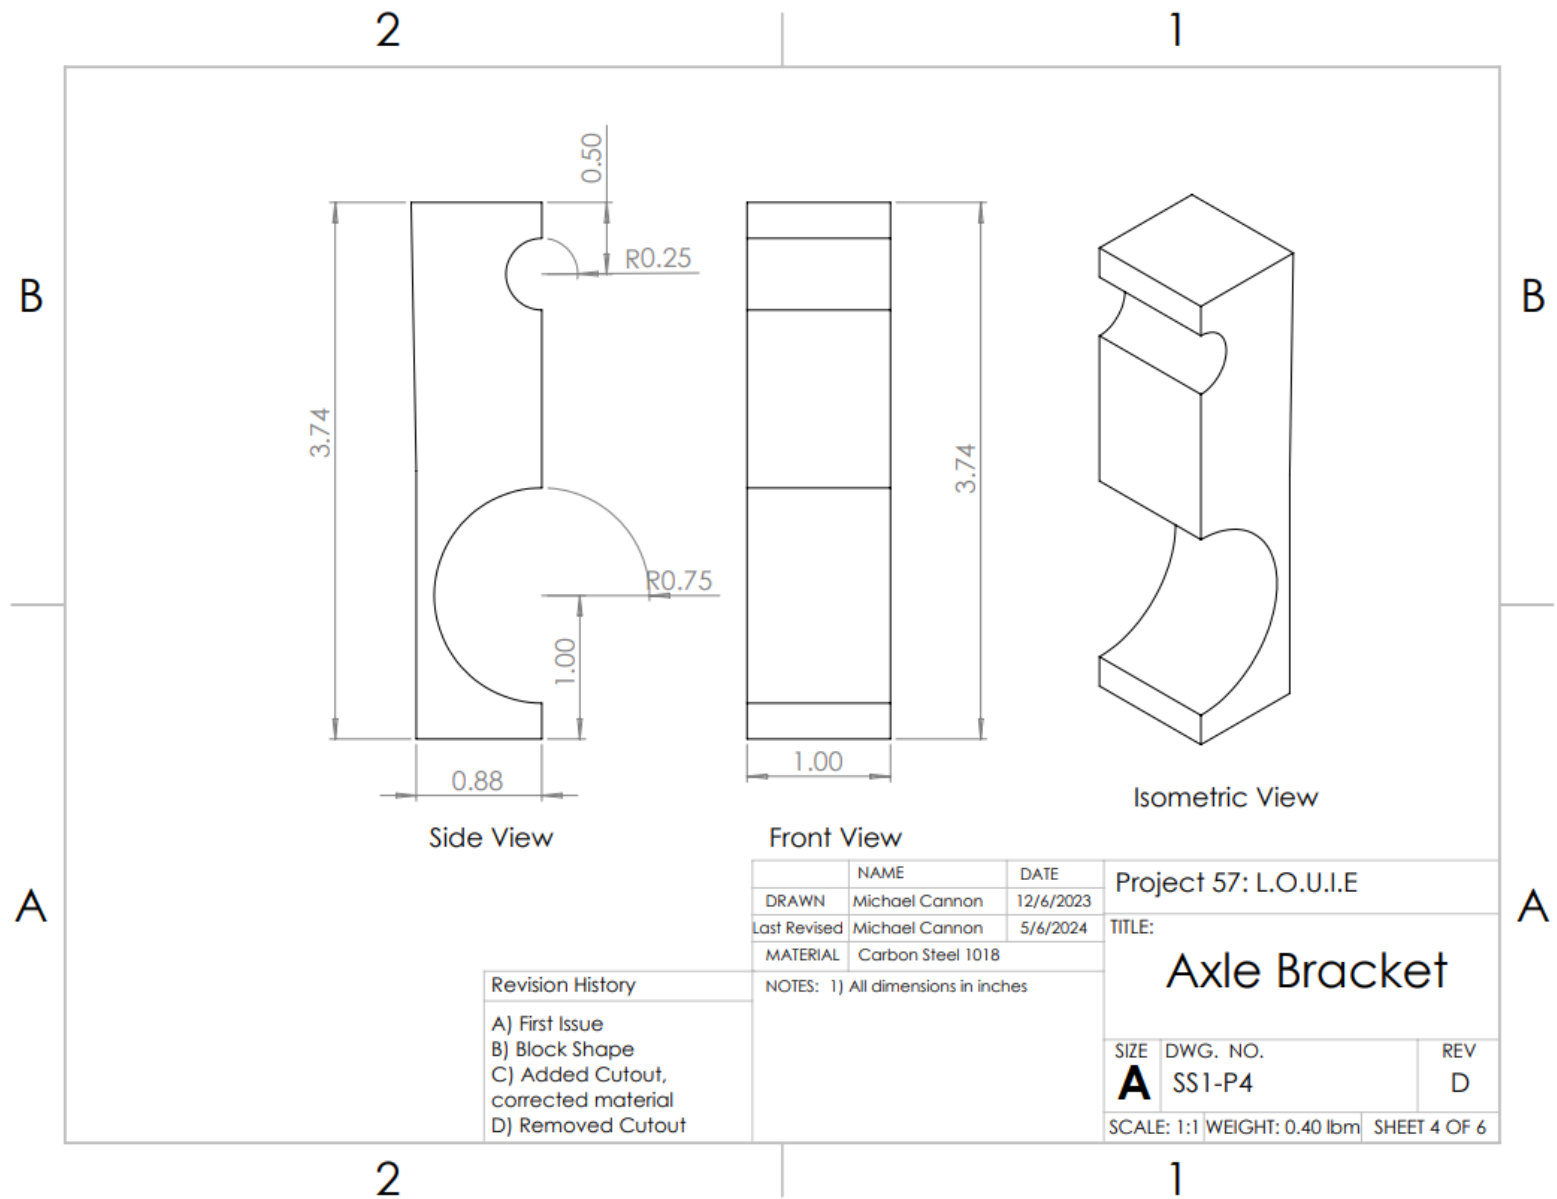 2
1
B
B
0.50
R0.25
3.74
3.74
R0.75
1.00
0.88
1.00
Side View
Front View
Isometric View
A
A
NAME
DATE
DRAWN
Michael Cannon
12/6/2023
Last Revised
Michael Cannon
5/6/2024
MATERIAL
Carbon Steel 1018
NOTES: 1) All dimensions in inches
Project 57: L.O.U.I.E
TITLE:
Axle Bracket
Revision History
A) First Issue
B) Block Shape
C) Added Cutout,
corrected material
D) Removed Cutout
SIZE
A
DWG. NO.
SS1-P4
REV
D
SCALE: 1:1
WEIGHT: 0.40 lbm
SHEET 4 OF 6
2
1